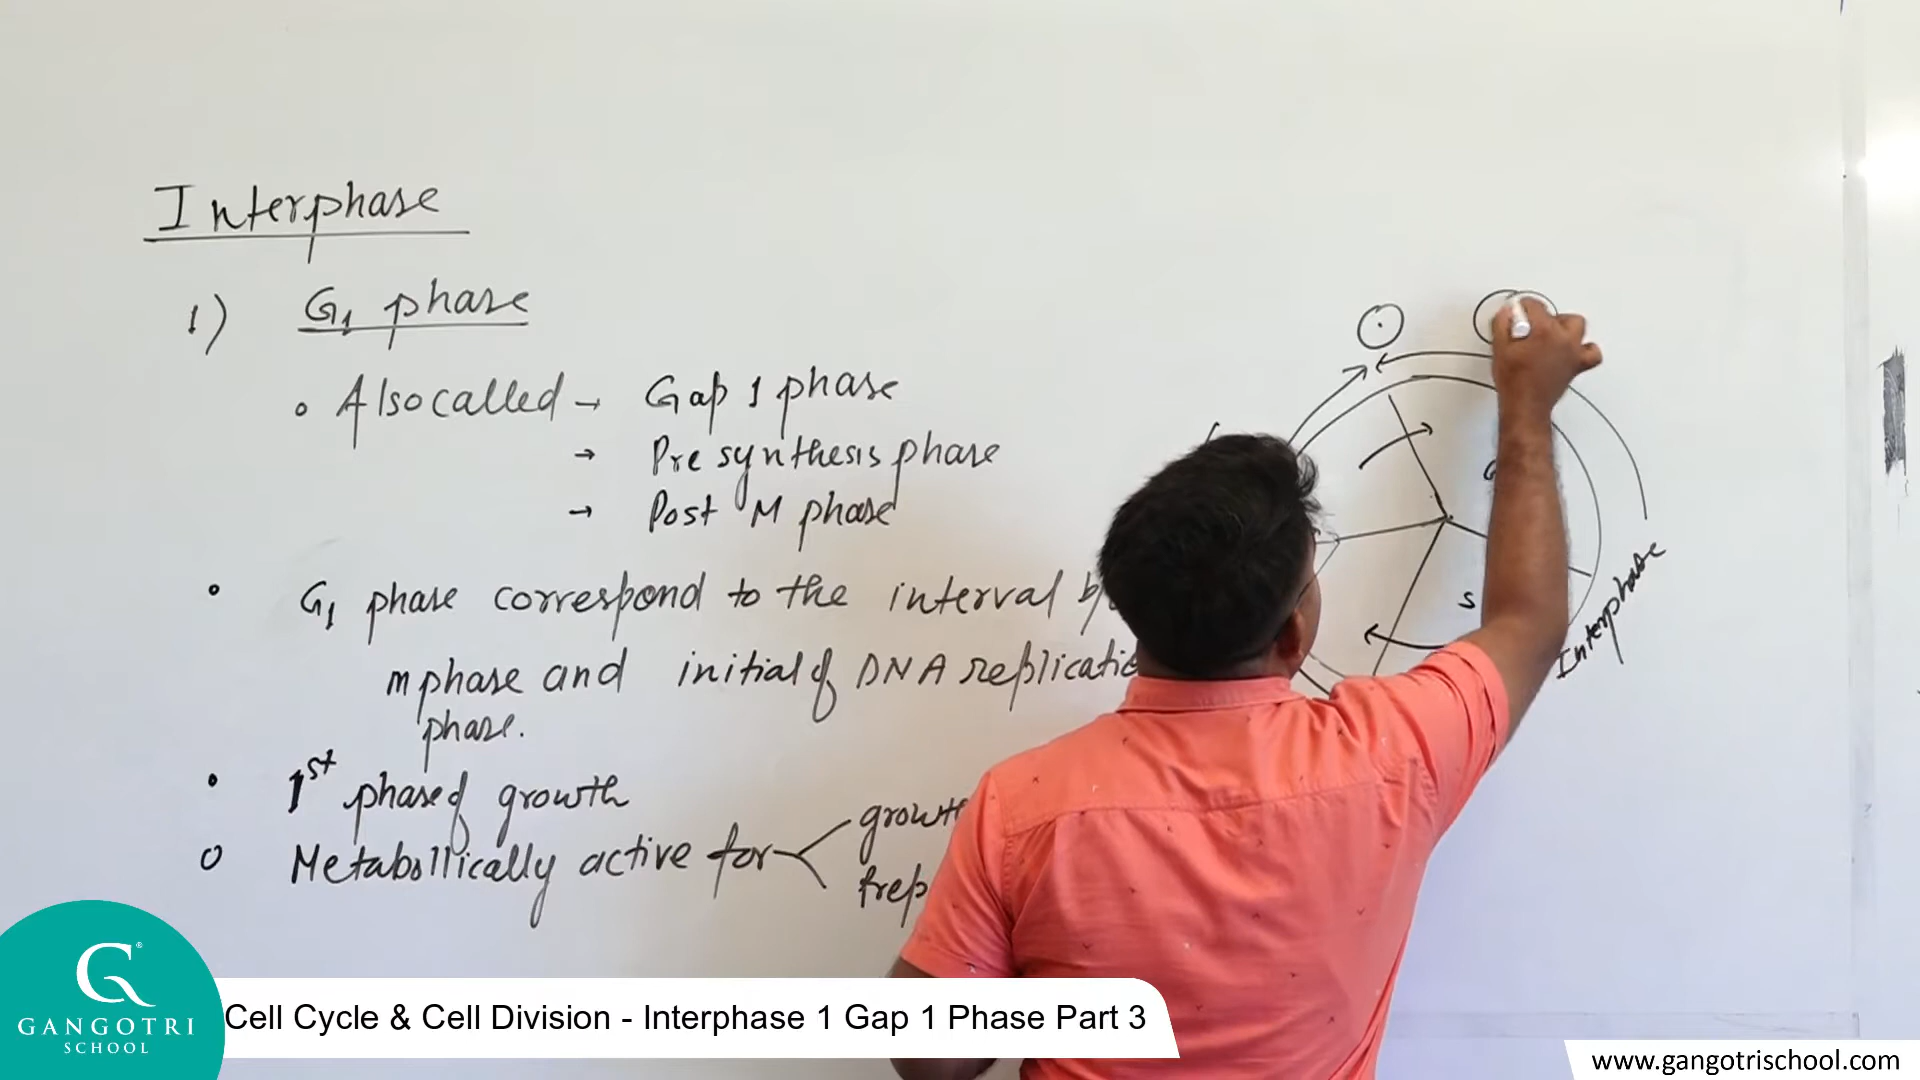 Interphase
1) G1 phase
• Also called → Gap 1 phase
→ Pre synthesis phase
→ Post M phase
• G1 phase correspond to the interval
m phase and initial of DNA replication
phase.
• 1st phase of growth
• Metabollically active for growth
S
Interphase
GANGOTRI
SCHOOL
Cell Cycle & Cell Division - Interphase 1 Gap 1 Phase Part 3
www.gangotrischool.com